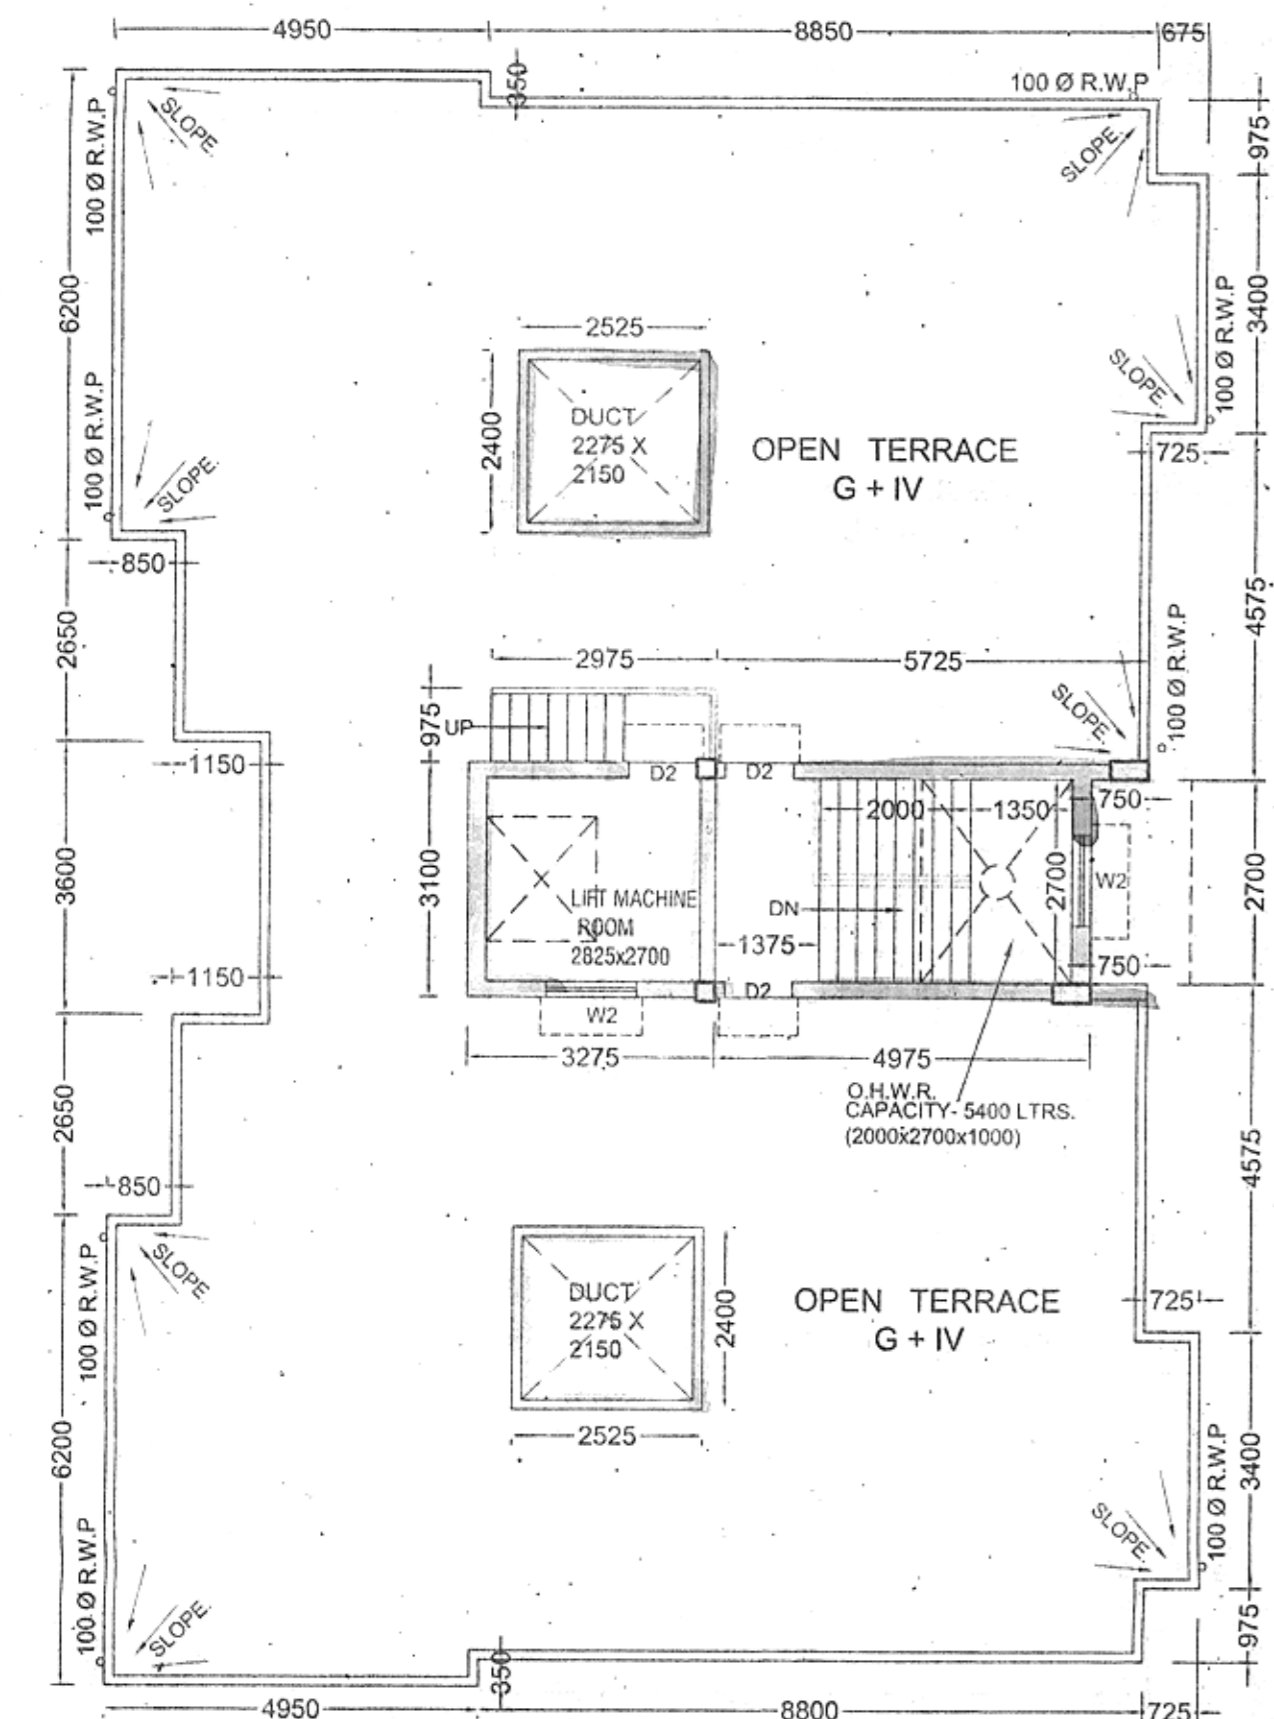 4950
8850
675
350
100 Ø R.W.P
975
SLOPE.
SLOPE.
100 Ø R.W.P
6200
3400
100 Ø R.W.P
2525
DUCT
2275 X
2150
2400
OPEN TERRACE
G + IV
SLOPE.
725
100 Ø R.W.P
SLOPE.
850
2650
4575
100 Ø R.W.P
2975
5725
SLOPE.
975
UP
1150
D2
D2
3600
3100
2000
1350
750
2700
2700
W2
LIFT MACHINE
ROOM
2825x2700
DN
1375
1150
750
D2
W2
3275
4975
O.H.W.R.
CAPACITY- 5400 LTRS.
(2000x2700x1000)
2650
4575
850
SLOPE
100 Ø R.W.P
DUCT
2275 X
2150
2400
OPEN TERRACE
G + IV
725
2525
6200
3400
100 Ø R.W.P
SLOPE.
100 Ø R.W.P
SLOPE.
975
350
4950
8800
725